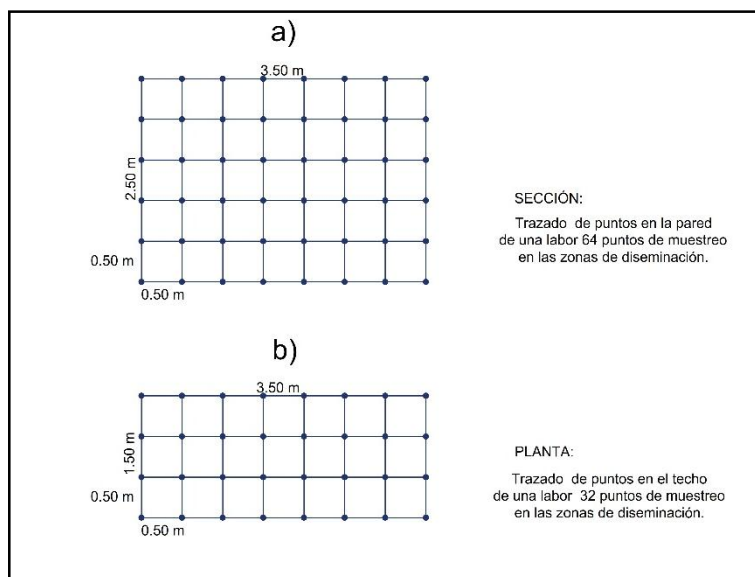 a)
3.50 m
2.50 m
0.50 m
0.50 m
SECCIÓN:
Trazado de puntos en la pared
de una labor 64 puntos de muestreo
en las zonas de diseminación.
b)
3.50 m
1.50 m
0.50 m
0.50 m
PLANTA:
Trazado de puntos en el techo
de una labor 32 puntos de muestreo
en las zonas de diseminación.